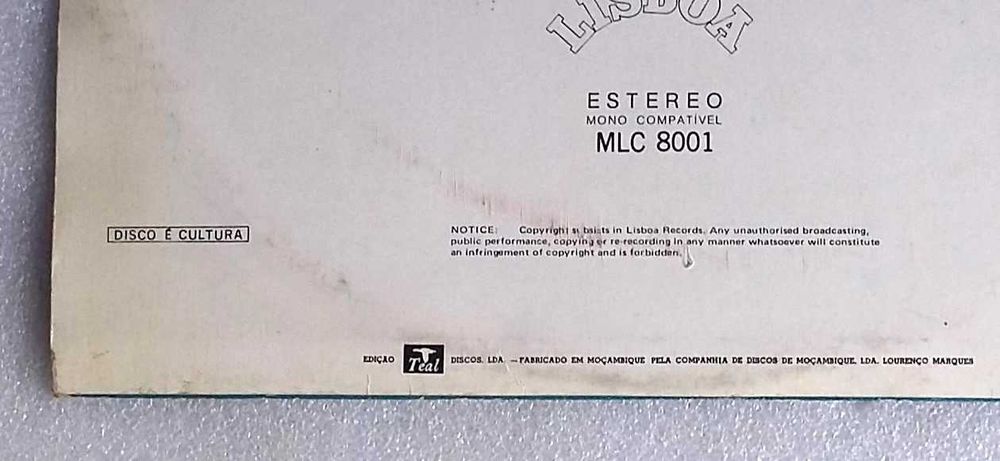 LISBOA
ESTEREO
MONO COMPATÍVEL
MLC 8001
DISCO É CULTURA
NOTICE: Copyright subsists in Lisboa Records. Any unauthorised broadcasting,
public performance, copying or re-recording in any manner whatsoever will constitute
an infringement of copyright and is forbidden.
EDIÇÃO Teal DISCOS, LDA. — FABRICADO EM MOÇAMBIQUE PELA COMPANHIA DE DISCOS DE MOÇAMBIQUE, LDA. LOURENÇO MARQUES